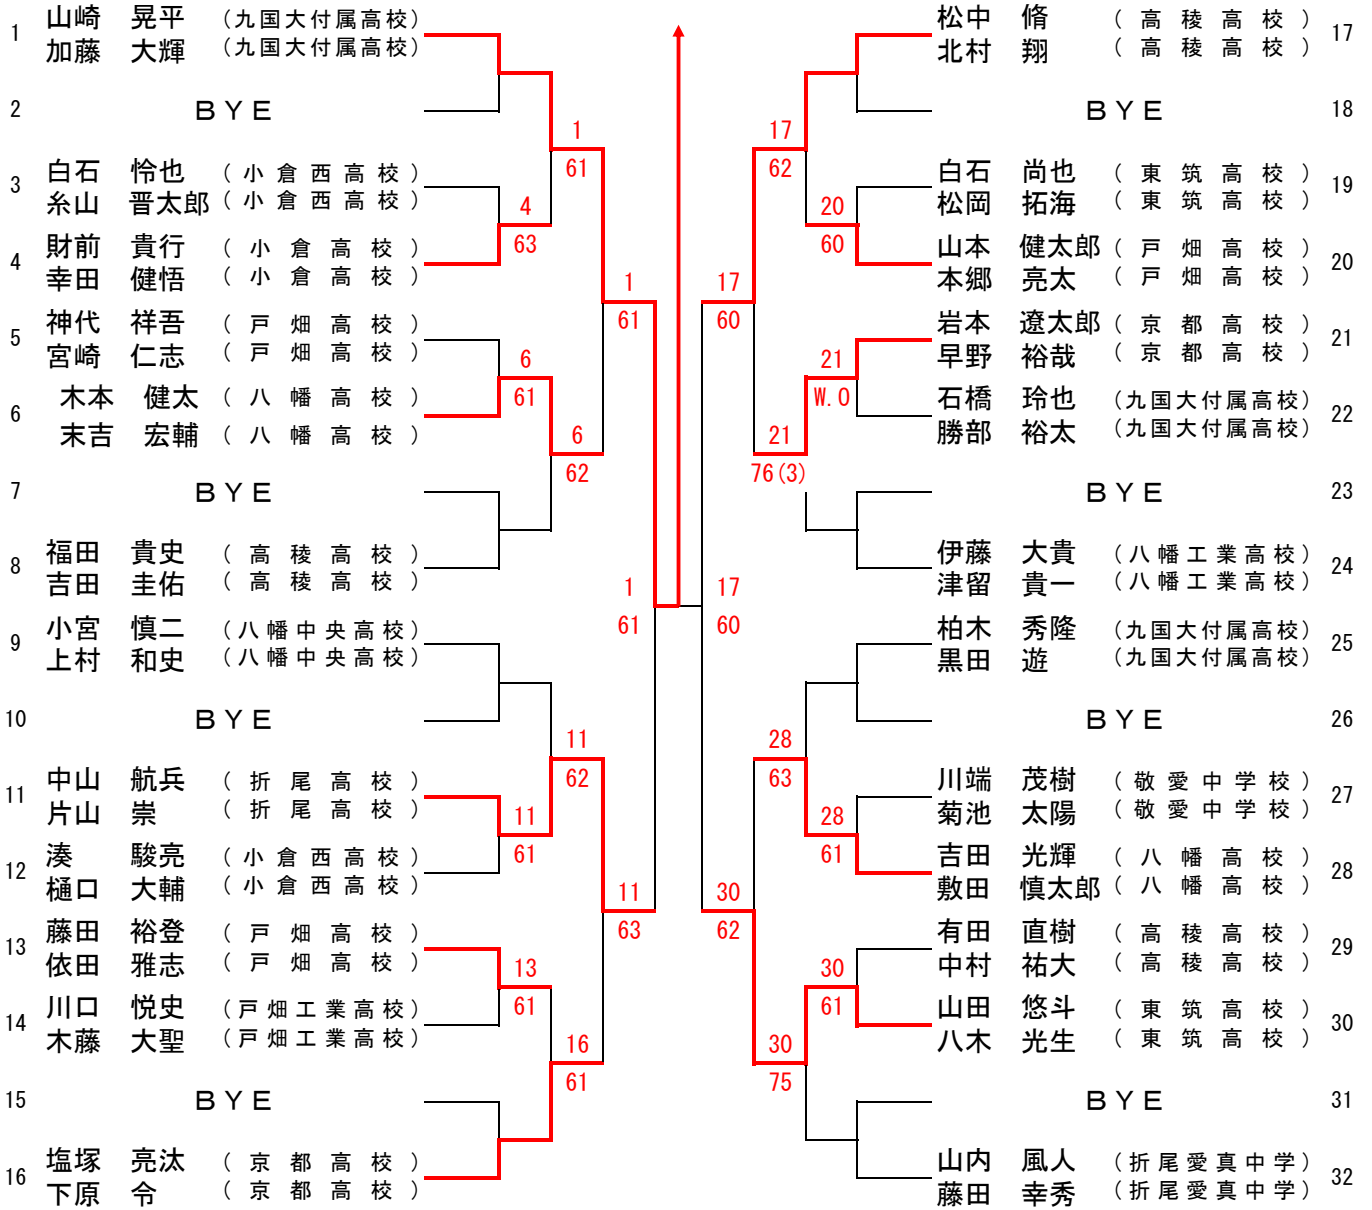 1
山崎 晃平 (九国大付属高校)
加藤 大輝 (九国大付属高校)
2 BYE
3
白石 怜也 (小倉西高校)
糸山 晋太郎 (小倉西高校)
4
財前 貴行 (小倉高校)
幸田 健悟 (小倉高校)
5
神代 祥吾 (戸畑高校)
宮崎 仁志 (戸畑高校)
6
木本 健太 (八幡高校)
末吉 宏輔 (八幡高校)
7 BYE
8
福田 貴史 (高稜高校)
吉田 圭佑 (高稜高校)
9
小宮 慎二 (八幡中央高校)
上村 和史 (八幡中央高校)
10 BYE
11
中山 航兵 (折尾高校)
片山 崇 (折尾高校)
12
湊 駿亮 (小倉西高校)
樋口 大輔 (小倉西高校)
13
藤田 裕登 (戸畑高校)
依田 雅志 (戸畑高校)
14
川口 悦史 (戸畑工業高校)
木藤 大聖 (戸畑工業高校)
15 BYE
16
塩塚 亮汰 (京都高校)
下原 令 (京都高校)
4
63
6
61
11
61
13
61
1
61
6
62
11
62
16
61
1
61
11
63
1
61
17
60
17
60
30
62
17
62
21
76(3)
28
63
30
75
20
60
21
W.O
28
61
30
61
松中 脩 (高稜高校)
北村 翔 (高稜高校)
17
BYE 18
白石 尚也 (東筑高校)
松岡 拓海 (東筑高校)
19
山本 健太郎 (戸畑高校)
本郷 亮太 (戸畑高校)
20
岩本 遼太郎 (京都高校)
早野 裕哉 (京都高校)
21
石橋 玲也 (九国大付属高校)
勝部 裕太 (九国大付属高校)
22
BYE 23
伊藤 大貴 (八幡工業高校)
津留 貴一 (八幡工業高校)
24
柏木 秀隆 (九国大付属高校)
黒田 遊 (九国大付属高校)
25
BYE 26
川端 茂樹 (敬愛中学校)
菊池 太陽 (敬愛中学校)
27
吉田 光輝 (八幡高校)
敷田 慎太郎 (八幡高校)
28
有田 直樹 (高稜高校)
中村 祐大 (高稜高校)
29
山田 悠斗 (東筑高校)
八木 光生 (東筑高校)
30
BYE 31
山内 風人 (折尾愛真中学)
藤田 幸秀 (折尾愛真中学)
32